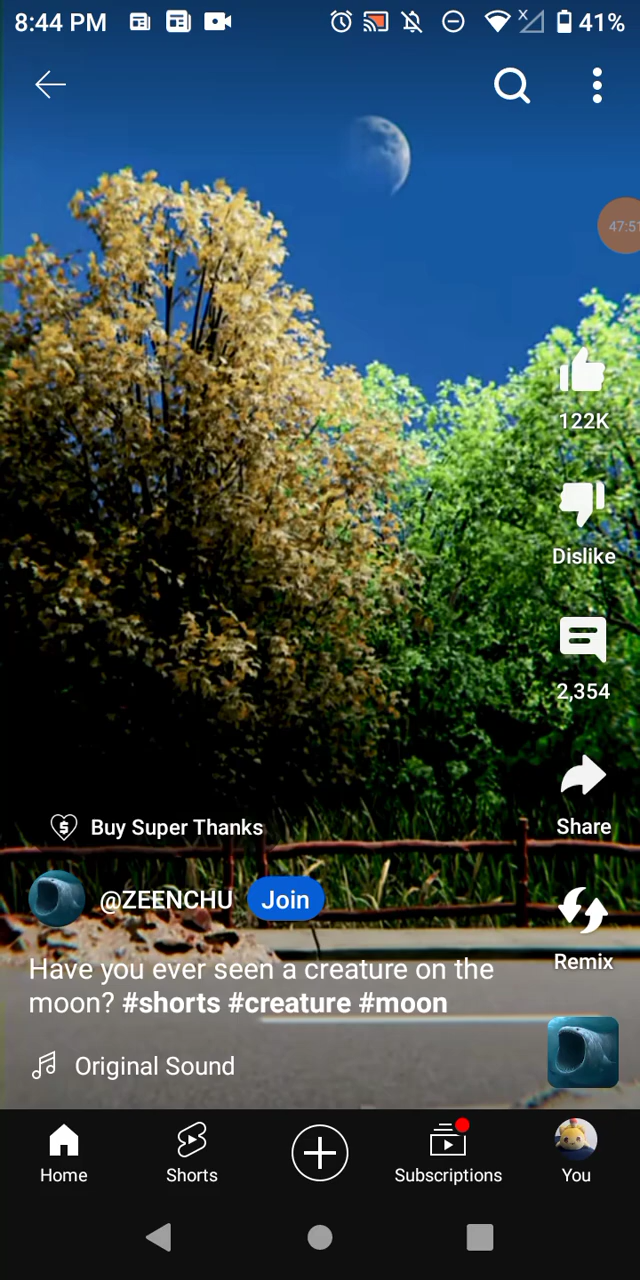 8:44 PM
41%
47:51
122K
Dislike
2,354
Share
Buy Super Thanks
@ZEENCHU
Join
Remix
Have you ever seen a creature on the
moon? #shorts #creature #moon
Original Sound
Home
Shorts
Subscriptions
You